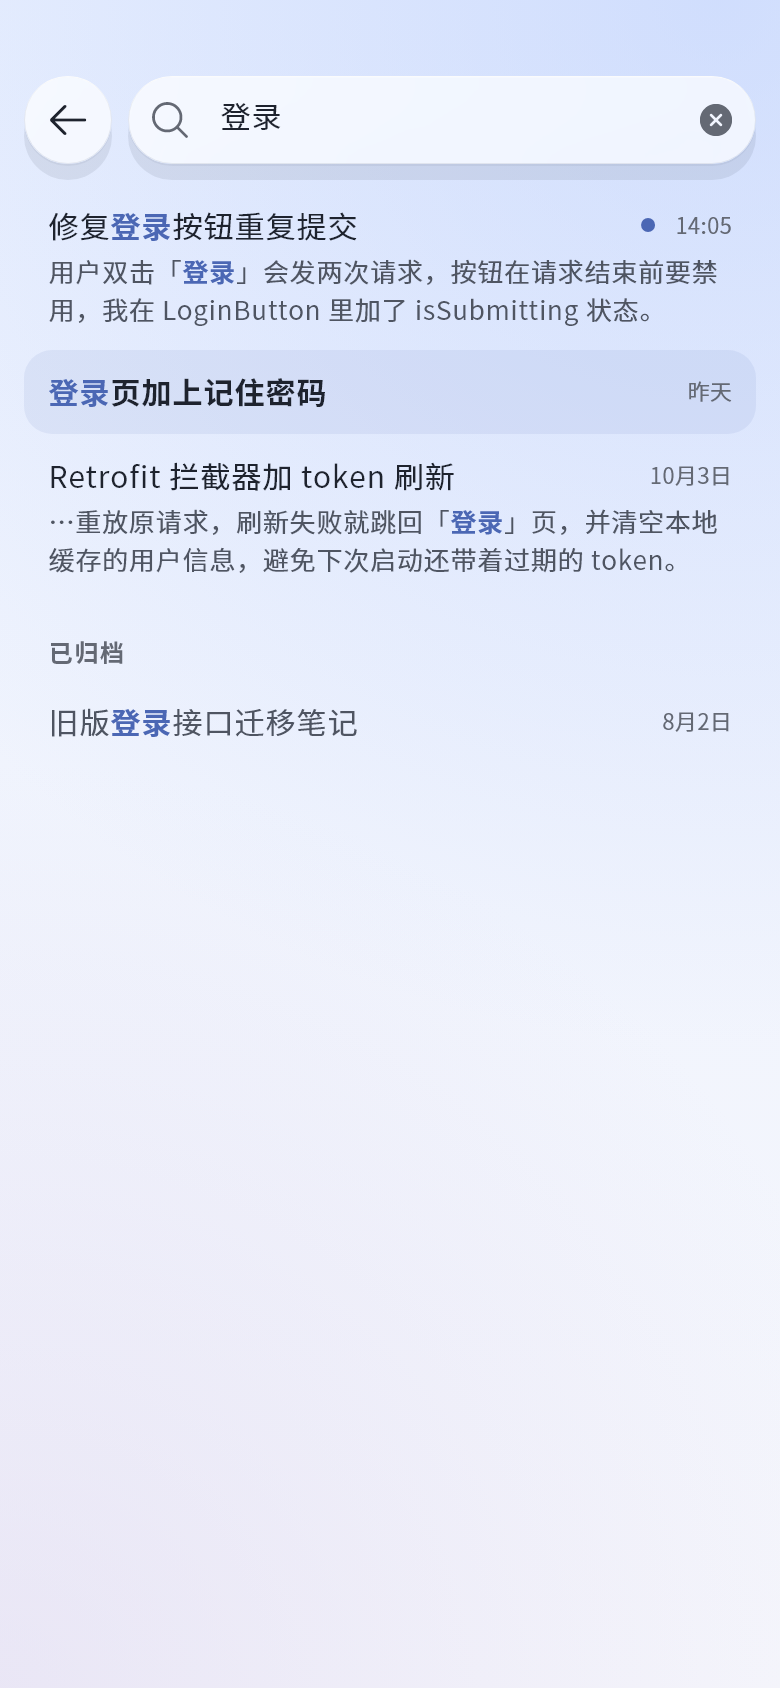 登录
修复登录按钮重复提交 14:05
用户双击「登录」会发两次请求，按钮在请求结束前要禁
用，我在 LoginButton 里加了 isSubmitting 状态。
登录页加上记住密码 昨天
Retrofit 拦截器加 token 刷新 10月3日
…重放原请求，刷新失败就跳回「登录」页，并清空本地
缓存的用户信息，避免下次启动还带着过期的 token。
已归档
旧版登录接口迁移笔记 8月2日